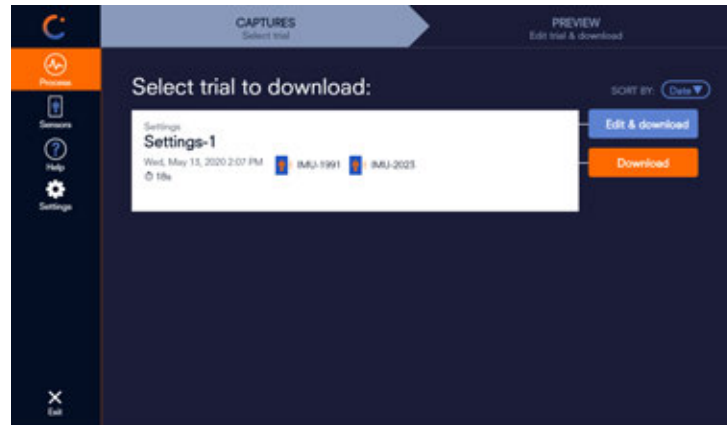 CAPTURES
Select trial
PREVIEW
Edit trial & download
Process
Sensors
Help
Settings
Exit
Select trial to download:
SORT BY: Date▼
Settings
Settings-1
Wed, May 13, 2020 2:07 PM
18s
IMU-1991
IMU-2023
Edit & download
Download